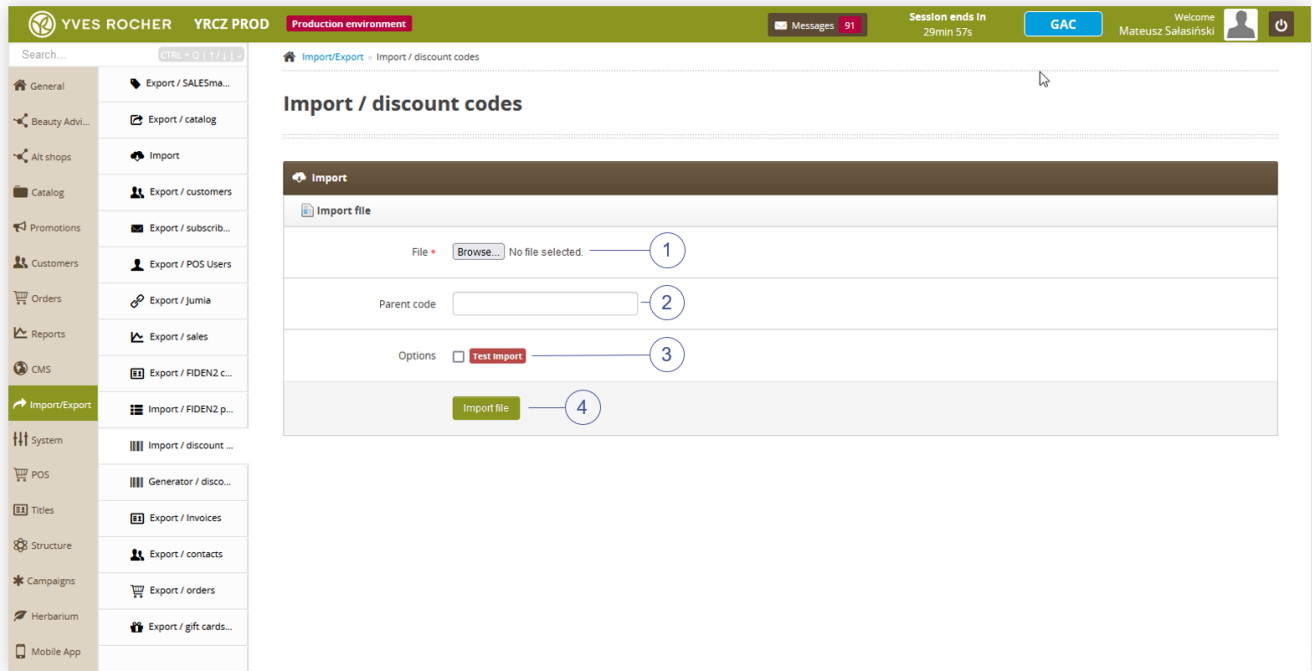 YVES ROCHER YRCZ PROD Production environment Messages 91 Session ends in 29min 57s GAC Welcome Mateusz Sałasiński
Search... CTRL + Q | ↑ / ↓ |
General
Beauty Advi...
Alt shops
Catalog
Promotions
Customers
Orders
Reports
CMS
Import/Export
System
POS
Titles
Structure
Campaigns
Herbarium
Mobile App
Export / SALESma...
Export / catalog
Import
Export / customers
Export / subscrib...
Export / POS Users
Export / Jumia
Export / sales
Export / FIDEN2 c...
Import / FIDEN2 p...
Import / discount ...
Generator / disco...
Export / Invoices
Export / contacts
Export / orders
Export / gift cards...
Import/Export » Import / discount codes
Import / discount codes
Import
Import file
File * Browse... No file selected. 1
Parent code 2
Options Test Import 3
Import file 4